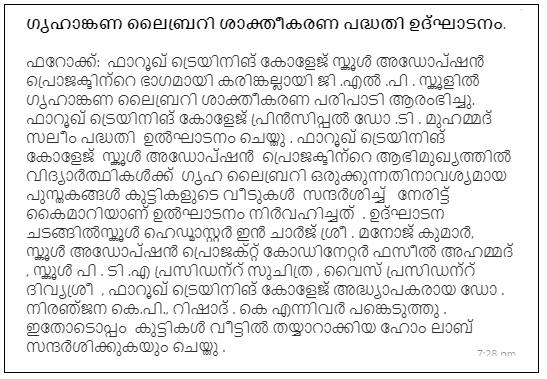 ഗൃഹാങ്കണ ലൈബ്രറി ശാക്തീകരണ പദ്ധതി ഉദ്ഘാടനം.
ഫറോക്ക്: ഫാറൂഖ് ട്രെയിനിങ് കോളേജ് സ്കൂൾ അഡോപ്ഷൻ
പ്രൊജക്ടിന്റെ ഭാഗമായി കരിങ്കല്ലായി ജി .എൽ .പി . സ്കൂളിൽ
ഗൃഹാങ്കണ ലൈബ്രറി ശാക്തീകരണ പരിപാടി ആരംഭിച്ചു.
ഫാറൂഖ് ട്രെയിനിങ് കോളേജ് പ്രിൻസിപ്പൽ ഡോ .ടി . മുഹമ്മദ്
സലീം പദ്ധതി ഉൽഘാടനം ചെയ്തു . ഫാറൂഖ് ട്രെയിനിങ്
കോളേജ് സ്കൂൾ അഡോപ്ഷൻ പ്രൊജക്ടിന്റെ ആഭിമുഖ്യത്തിൽ
വിദ്യാർത്ഥികൾക്ക് ഗൃഹ ലൈബ്രറി ഒരുക്കുന്നതിനാവശ്യമായ
പുസ്തകങ്ങൾ കുട്ടികളുടെ വീടുകൾ സന്ദർശിച്ച് നേരിട്ട്
കൈമാറിയാണ് ഉൽഘാടനം നിർവഹിച്ചത് . ഉദ്ഘാടന
ചടങ്ങിൽസ്കൂൾ ഹെഡ്മാസ്റ്റർ ഇൻ ചാർജ് ശ്രീ . മനോജ് കുമാർ,
സ്കൂൾ അഡോപ്ഷൻ പ്രൊജക്റ്റ് കോഡിനേറ്റർ ഫസീൽ അഹമ്മദ്
, സ്കൂൾ പി . ടി .എ പ്രസിഡന്റ് സുചിത്ര , വൈസ് പ്രസിഡന്റ്
ദിവ്യശ്രീ , ഫാറൂഖ് ട്രെയിനിങ് കോളേജ് അദ്ധ്യാപകരായ ഡോ .
നിരഞ്ജന കെ.പി., റിഷാദ് . കെ എന്നിവർ പങ്കെടുത്തു .
ഇതോടൊപ്പം കുട്ടികൾ വീട്ടിൽ തയ്യാറാക്കിയ ഹോം ലാബ്
സന്ദർശിക്കുകയും ചെയ്തു .
7:28 pm